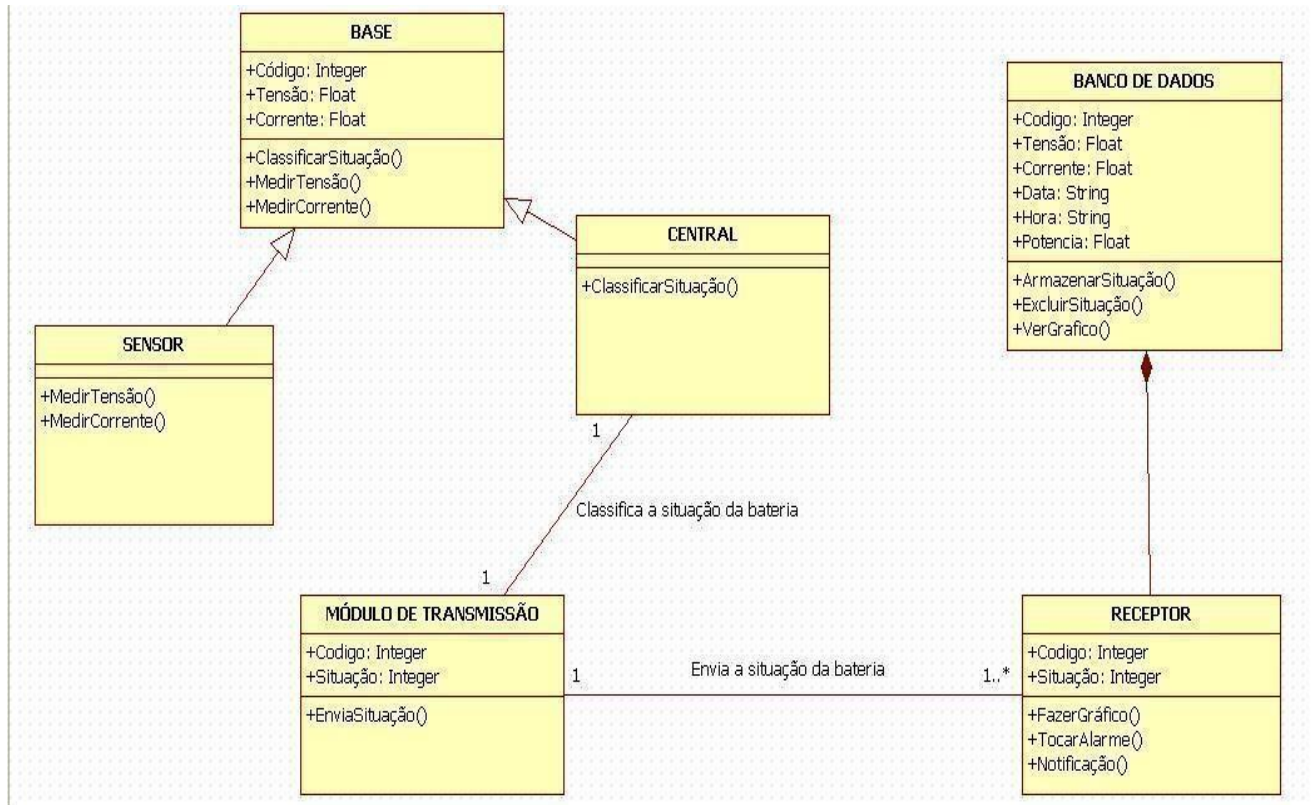 BASE
+Código: Integer
+Tensão: Float
+Corrente: Float
+ClassificarSituação()
+MedirTensão()
+MedirCorrente()
BANCO DE DADOS
+Codigo: Integer
+Tensão: Float
+Corrente: Float
+Data: String
+Hora: String
+Potencia: Float
+ArmazenarSituação()
+ExcluirSituação()
+VerGrafico()
CENTRAL
+ClassificarSituação()
SENSOR
+MedirTensão()
+MedirCorrente()
1
Classifica a situação da bateria
1
MÓDULO DE TRANSMISSÃO
+Codigo: Integer
+Situação: Integer
+EnviaSituação()
1
Envia a situação da bateria
1..*
RECEPTOR
+Codigo: Integer
+Situação: Integer
+FazerGráfico()
+TocarAlarme()
+Notificação()